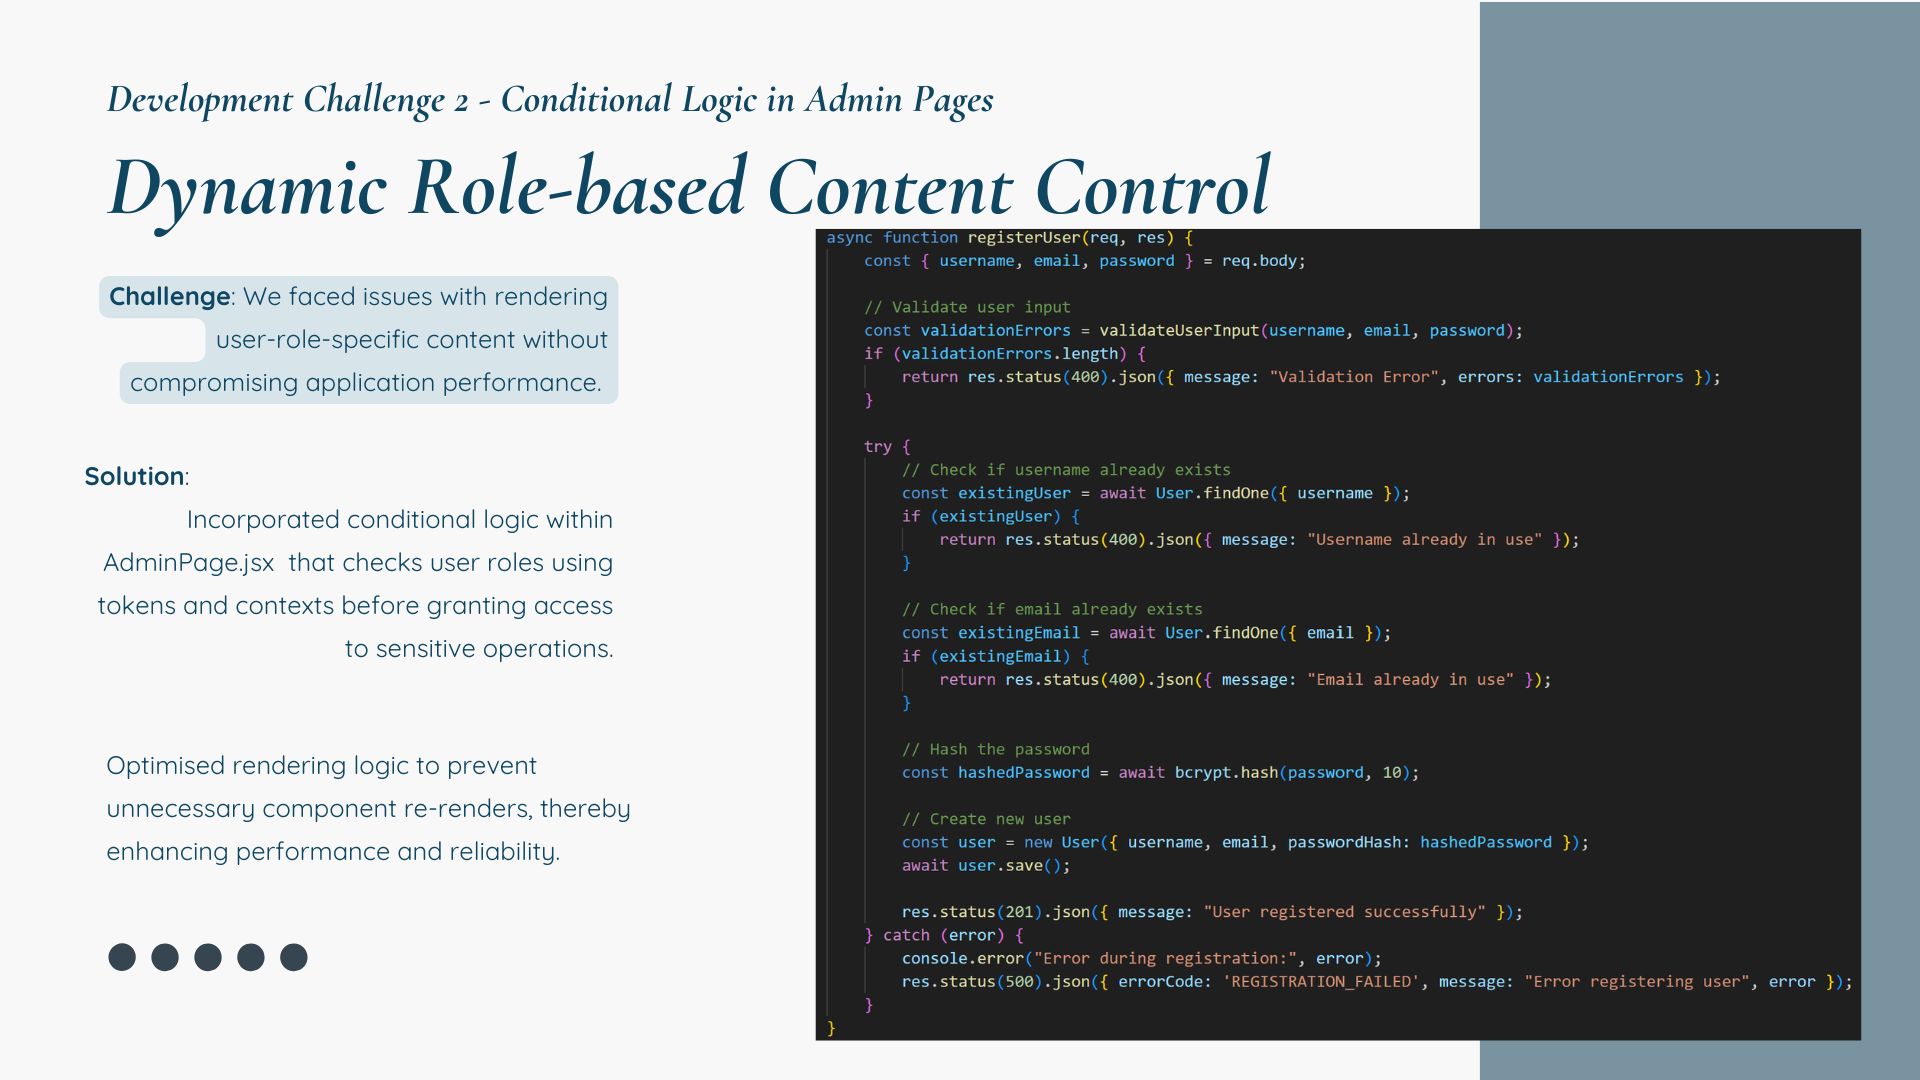 Development Challenge 2 - Conditional Logic in Admin Pages
Dynamic Role-based Content Control
Challenge: We faced issues with rendering
user-role-specific content without
compromising application performance.
Solution:
Incorporated conditional logic within
AdminPage.jsx  that checks user roles using
tokens and contexts before granting access
to sensitive operations.
Optimised rendering logic to prevent
unnecessary component re-renders, thereby
enhancing performance and reliability.
async function registerUser(req, res) {
    const { username, email, password } = req.body;
    // Validate user input
    const validationErrors = validateUserInput(username, email, password);
    if (validationErrors.length) {
        return res.status(400).json({ message: "Validation Error", errors: validationErrors });
    }
    try {
        // Check if username already exists
        const existingUser = await User.findOne({ username });
        if (existingUser) {
            return res.status(400).json({ message: "Username already in use" });
        }
        // Check if email already exists
        const existingEmail = await User.findOne({ email });
        if (existingEmail) {
            return res.status(400).json({ message: "Email already in use" });
        }
        // Hash the password
        const hashedPassword = await bcrypt.hash(password, 10);
        // Create new user
        const user = new User({ username, email, passwordHash: hashedPassword });
        await user.save();
        res.status(201).json({ message: "User registered successfully" });
    } catch (error) {
        console.error("Error during registration:", error);
        res.status(500).json({ errorCode: 'REGISTRATION_FAILED', message: "Error registering user", error });
    }
}